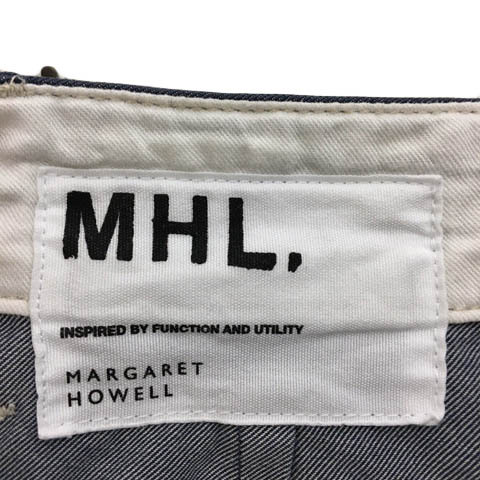 MHL.
INSPIRED BY FUNCTION AND UTILITY
MARGARET
HOWELL